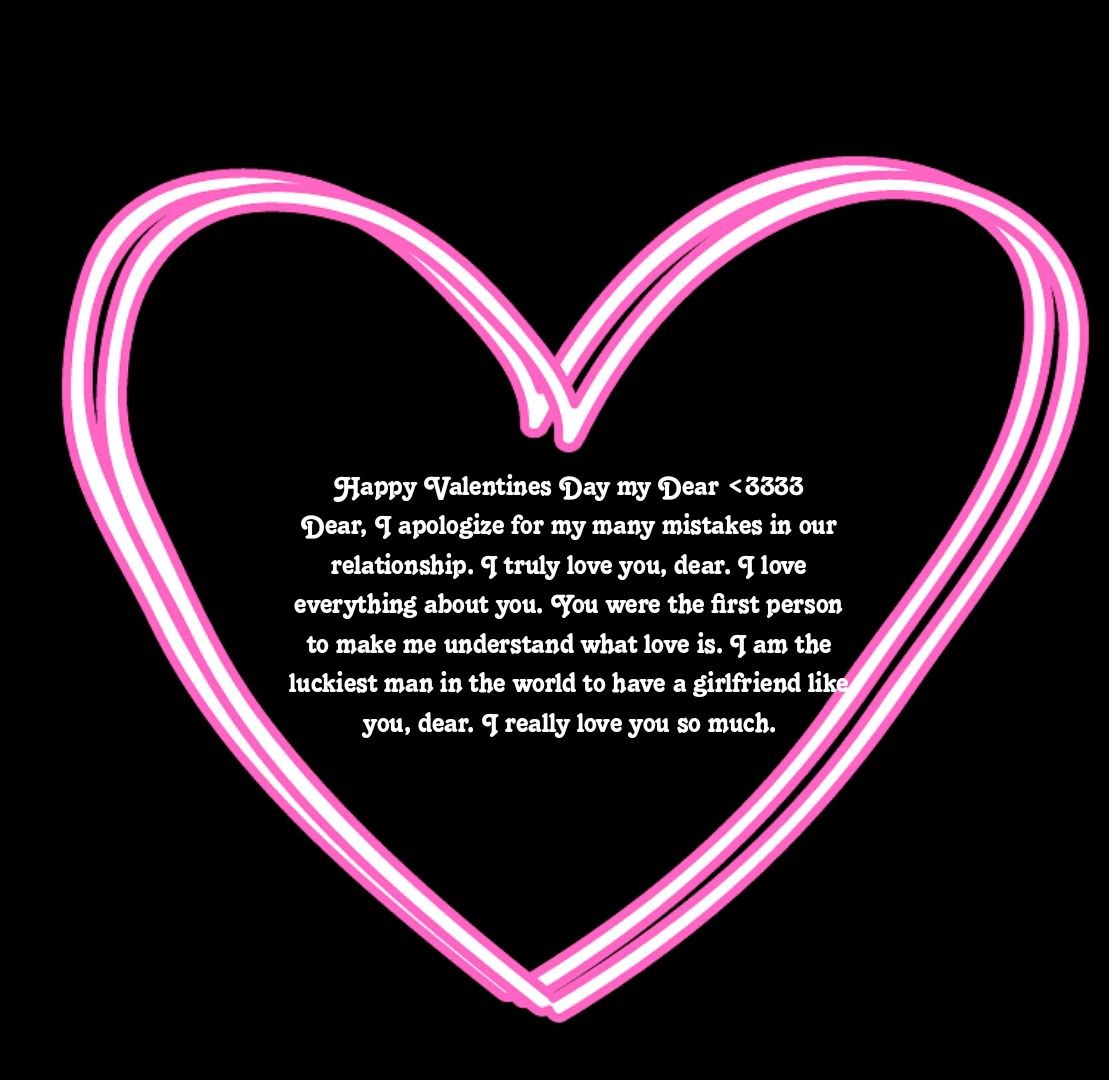 Happy Valentines Day my Dear <3333
Dear, I apologize for my many mistakes in our
relationship. I truly love you, dear. I love
everything about you. You were the first person
to make me understand what love is. I am the
luckiest man in the world to have a girlfriend like
you, dear. I really love you so much.